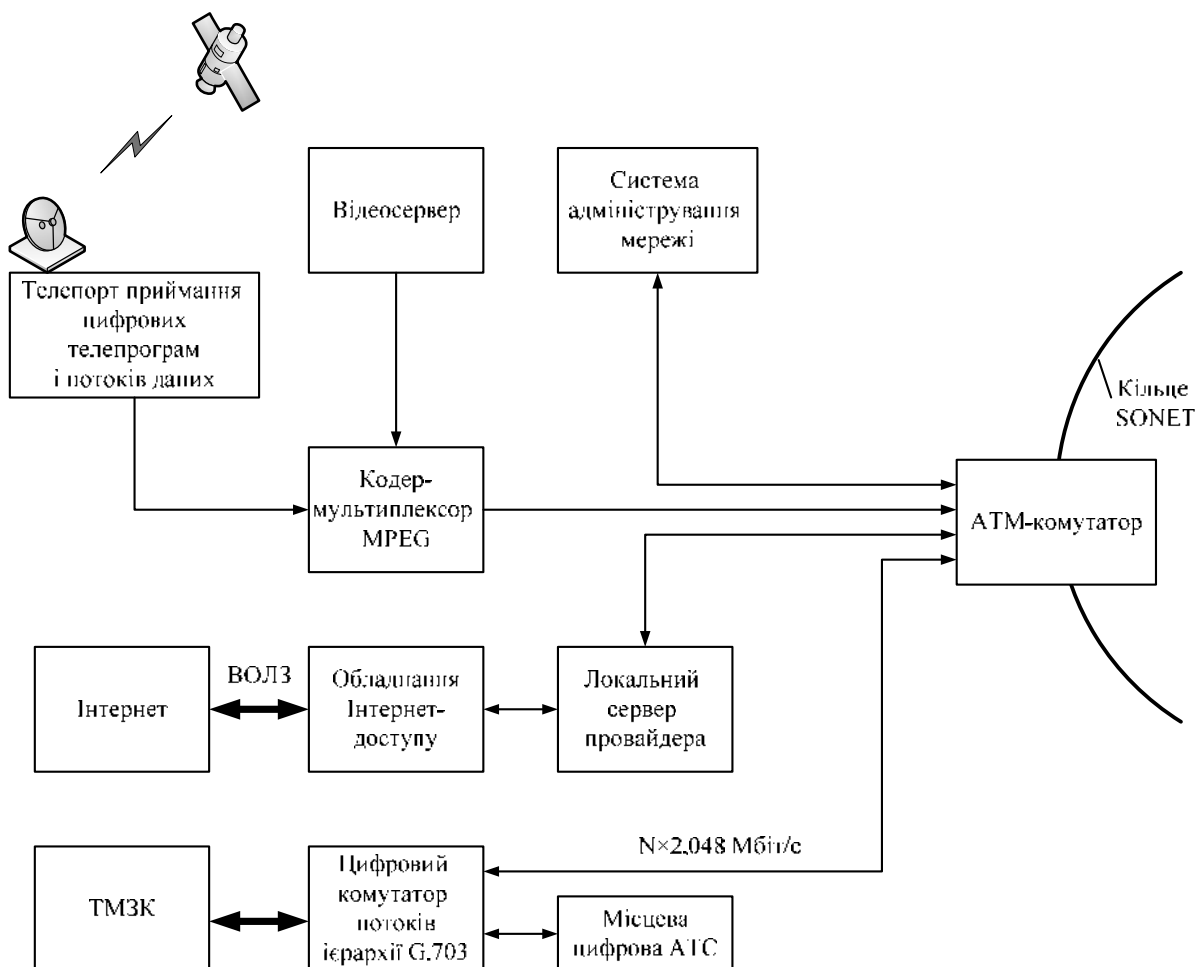 Відеосервер
Система
адміністрування
мережі
Телепорт приймання
цифрових
телепрограм
і потоків даних
Кільце
SONET
Кодер-
мультиплексор
MPEG
АТМ-комутатор
Інтернет
ВОЛЗ
Обладнання
Інтернет-
доступу
Локальний
сервер
провайдера
N×2,048 Мбіт/с
ТМЗК
Цифровий
комутатор
потоків
ієрархії G.703
Місцева
цифрова АТС